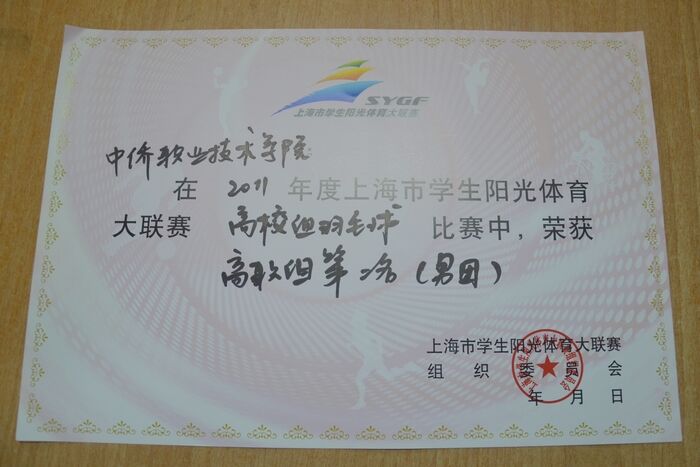 SYGF
上海市学生阳光体育大联赛
中侨职业技术学院
在 2011 年度上海市学生阳光体育
大联赛 高校组羽毛球 比赛中，荣获
高职组第二名（男团）
上海市学生阳光体育大联赛
组织委员会
年 月 日